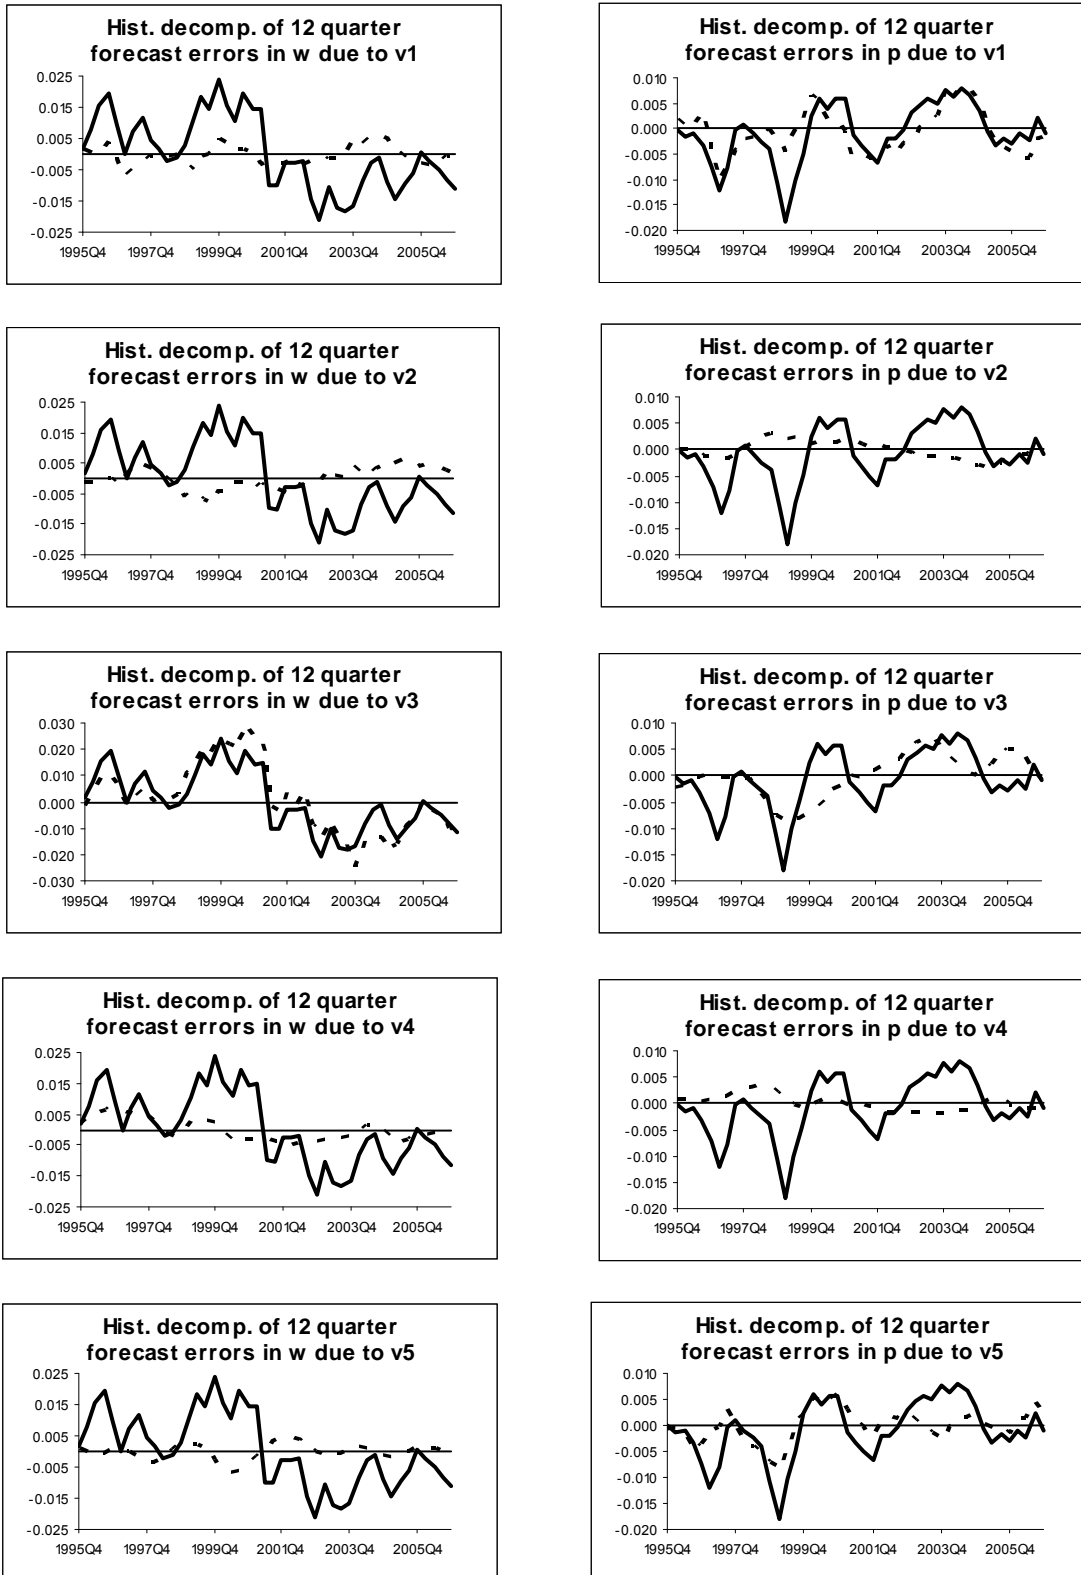 Hist. decomp. of 12 quarter
forecast errors in w due to v1
0.025
0.015
0.005
-0.005
-0.015
-0.025
1995Q4 1997Q4 1999Q4 2001Q4 2003Q4 2005Q4
Hist. decomp. of 12 quarter
forecast errors in p due to v1
0.010
0.005
0.000
-0.005
-0.010
-0.015
-0.020
1995Q4 1997Q4 1999Q4 2001Q4 2003Q4 2005Q4
Hist. decomp. of 12 quarter
forecast errors in w due to v2
0.025
0.015
0.005
-0.005
-0.015
-0.025
1995Q4 1997Q4 1999Q4 2001Q4 2003Q4 2005Q4
Hist. decomp. of 12 quarter
forecast errors in p due to v2
0.010
0.005
0.000
-0.005
-0.010
-0.015
-0.020
1995Q4 1997Q4 1999Q4 2001Q4 2003Q4 2005Q4
Hist. decomp. of 12 quarter
forecast errors in w due to v3
0.030
0.020
0.010
0.000
-0.010
-0.020
-0.030
1995Q4 1997Q4 1999Q4 2001Q4 2003Q4 2005Q4
Hist. decomp. of 12 quarter
forecast errors in p due to v3
0.010
0.005
0.000
-0.005
-0.010
-0.015
-0.020
1995Q4 1997Q4 1999Q4 2001Q4 2003Q4 2005Q4
Hist. decomp. of 12 quarter
forecast errors in w due to v4
0.025
0.015
0.005
-0.005
-0.015
-0.025
1995Q4 1997Q4 1999Q4 2001Q4 2003Q4 2005Q4
Hist. decomp. of 12 quarter
forecast errors in p due to v4
0.010
0.005
0.000
-0.005
-0.010
-0.015
-0.020
1995Q4 1997Q4 1999Q4 2001Q4 2003Q4 2005Q4
Hist. decomp. of 12 quarter
forecast errors in w due to v5
0.025
0.015
0.005
-0.005
-0.015
-0.025
1995Q4 1997Q4 1999Q4 2001Q4 2003Q4 2005Q4
Hist. decomp. of 12 quarter
forecast errors in p due to v5
0.010
0.005
0.000
-0.005
-0.010
-0.015
-0.020
1995Q4 1997Q4 1999Q4 2001Q4 2003Q4 2005Q4